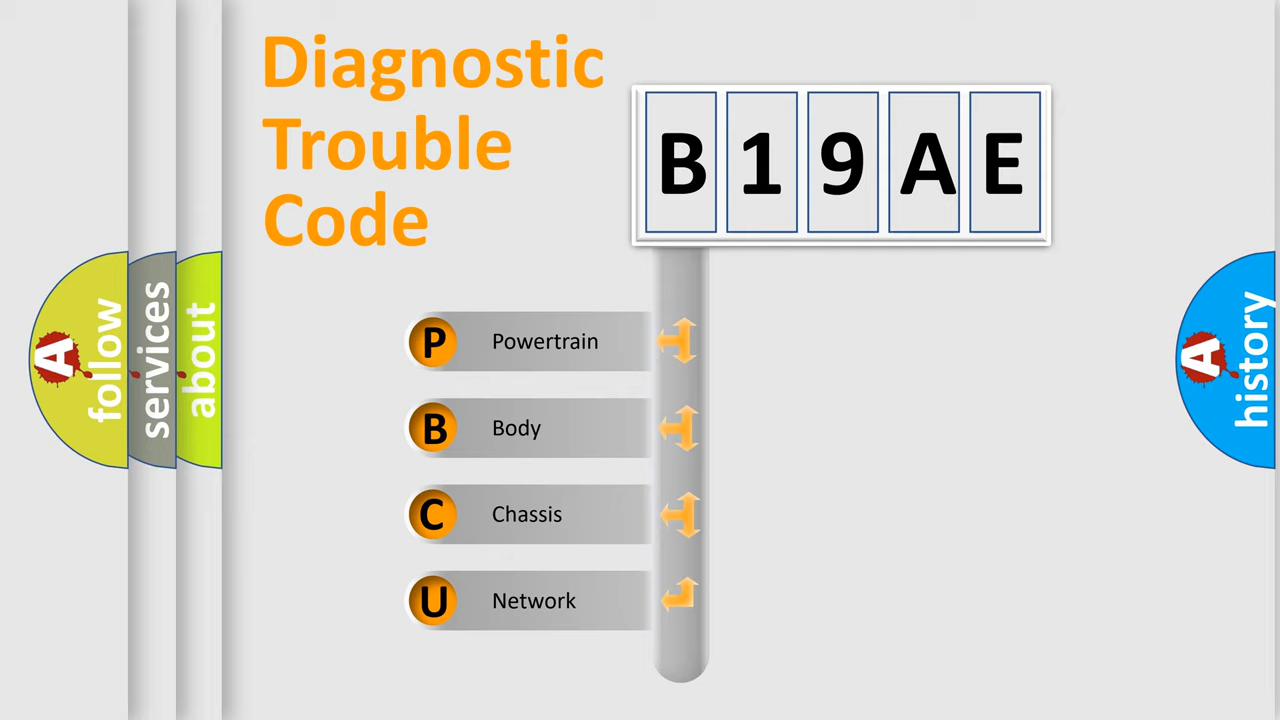 Diagnostic
Trouble
Code
B 1 9 A E
P Powertrain
B Body
C Chassis
U Network
A follow
services
about
A history